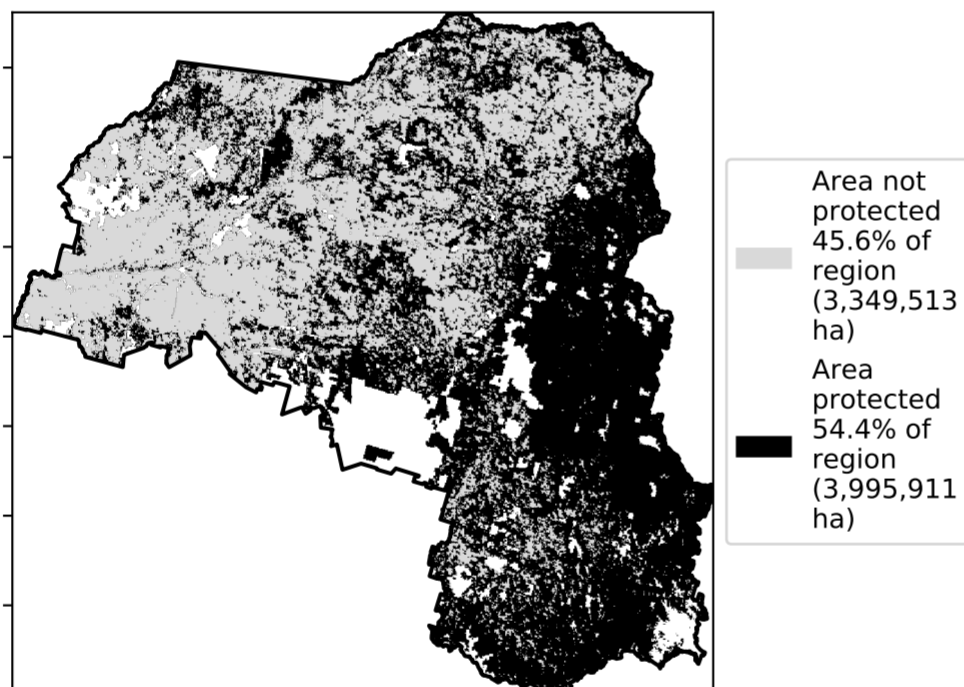 Area not
protected
45.6% of
region
(3,349,513
ha)
Area
protected
54.4% of
region
(3,995,911
ha)